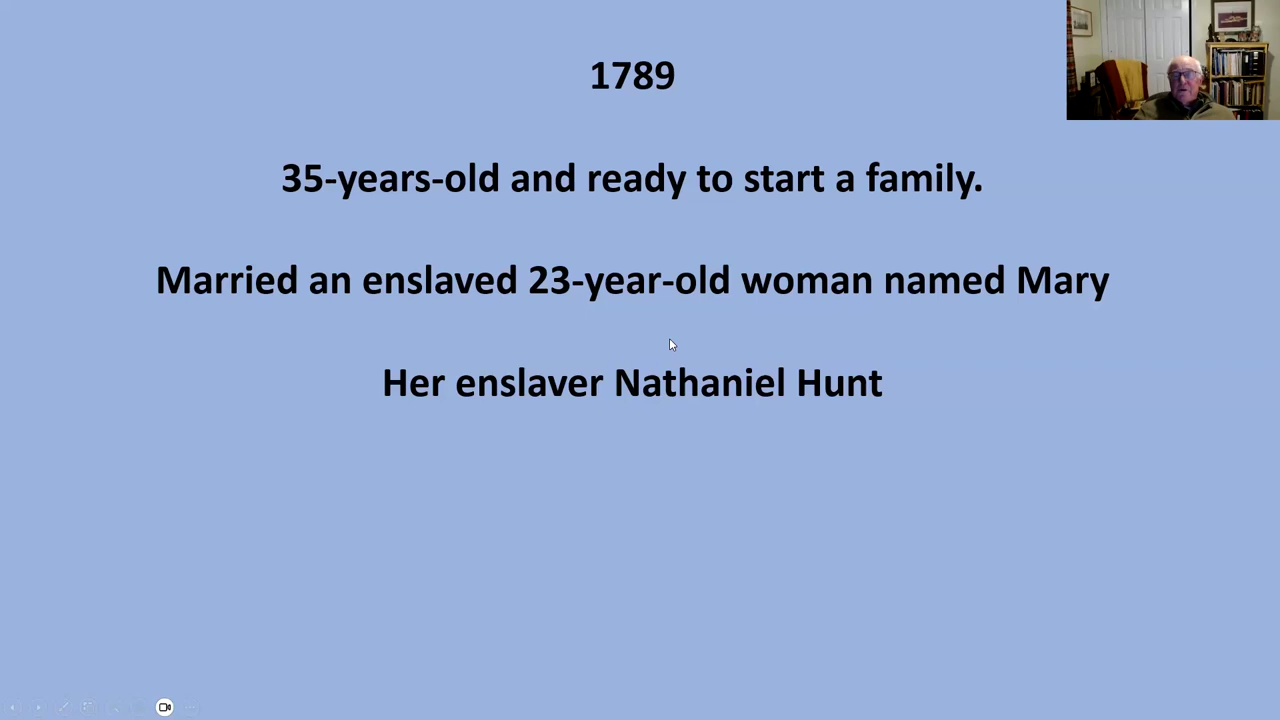 1789
35-years-old and ready to start a family.
Married an enslaved 23-year-old woman named Mary
Her enslaver Nathaniel Hunt